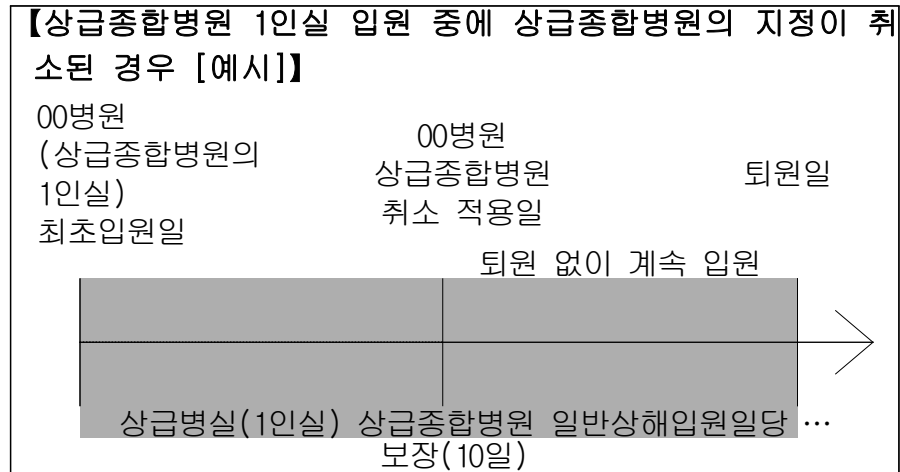 【상급종합병원 1인실 입원 중에 상급종합병원의 지정이 취
소된 경우 [예시]】
00병원
(상급종합병원의
1인실)
최초입원일
00병원
상급종합병원
취소 적용일
퇴원일
퇴원 없이 계속 입원
상급병실(1인실) 상급종합병원 일반상해입원일당 …
보장(10일)